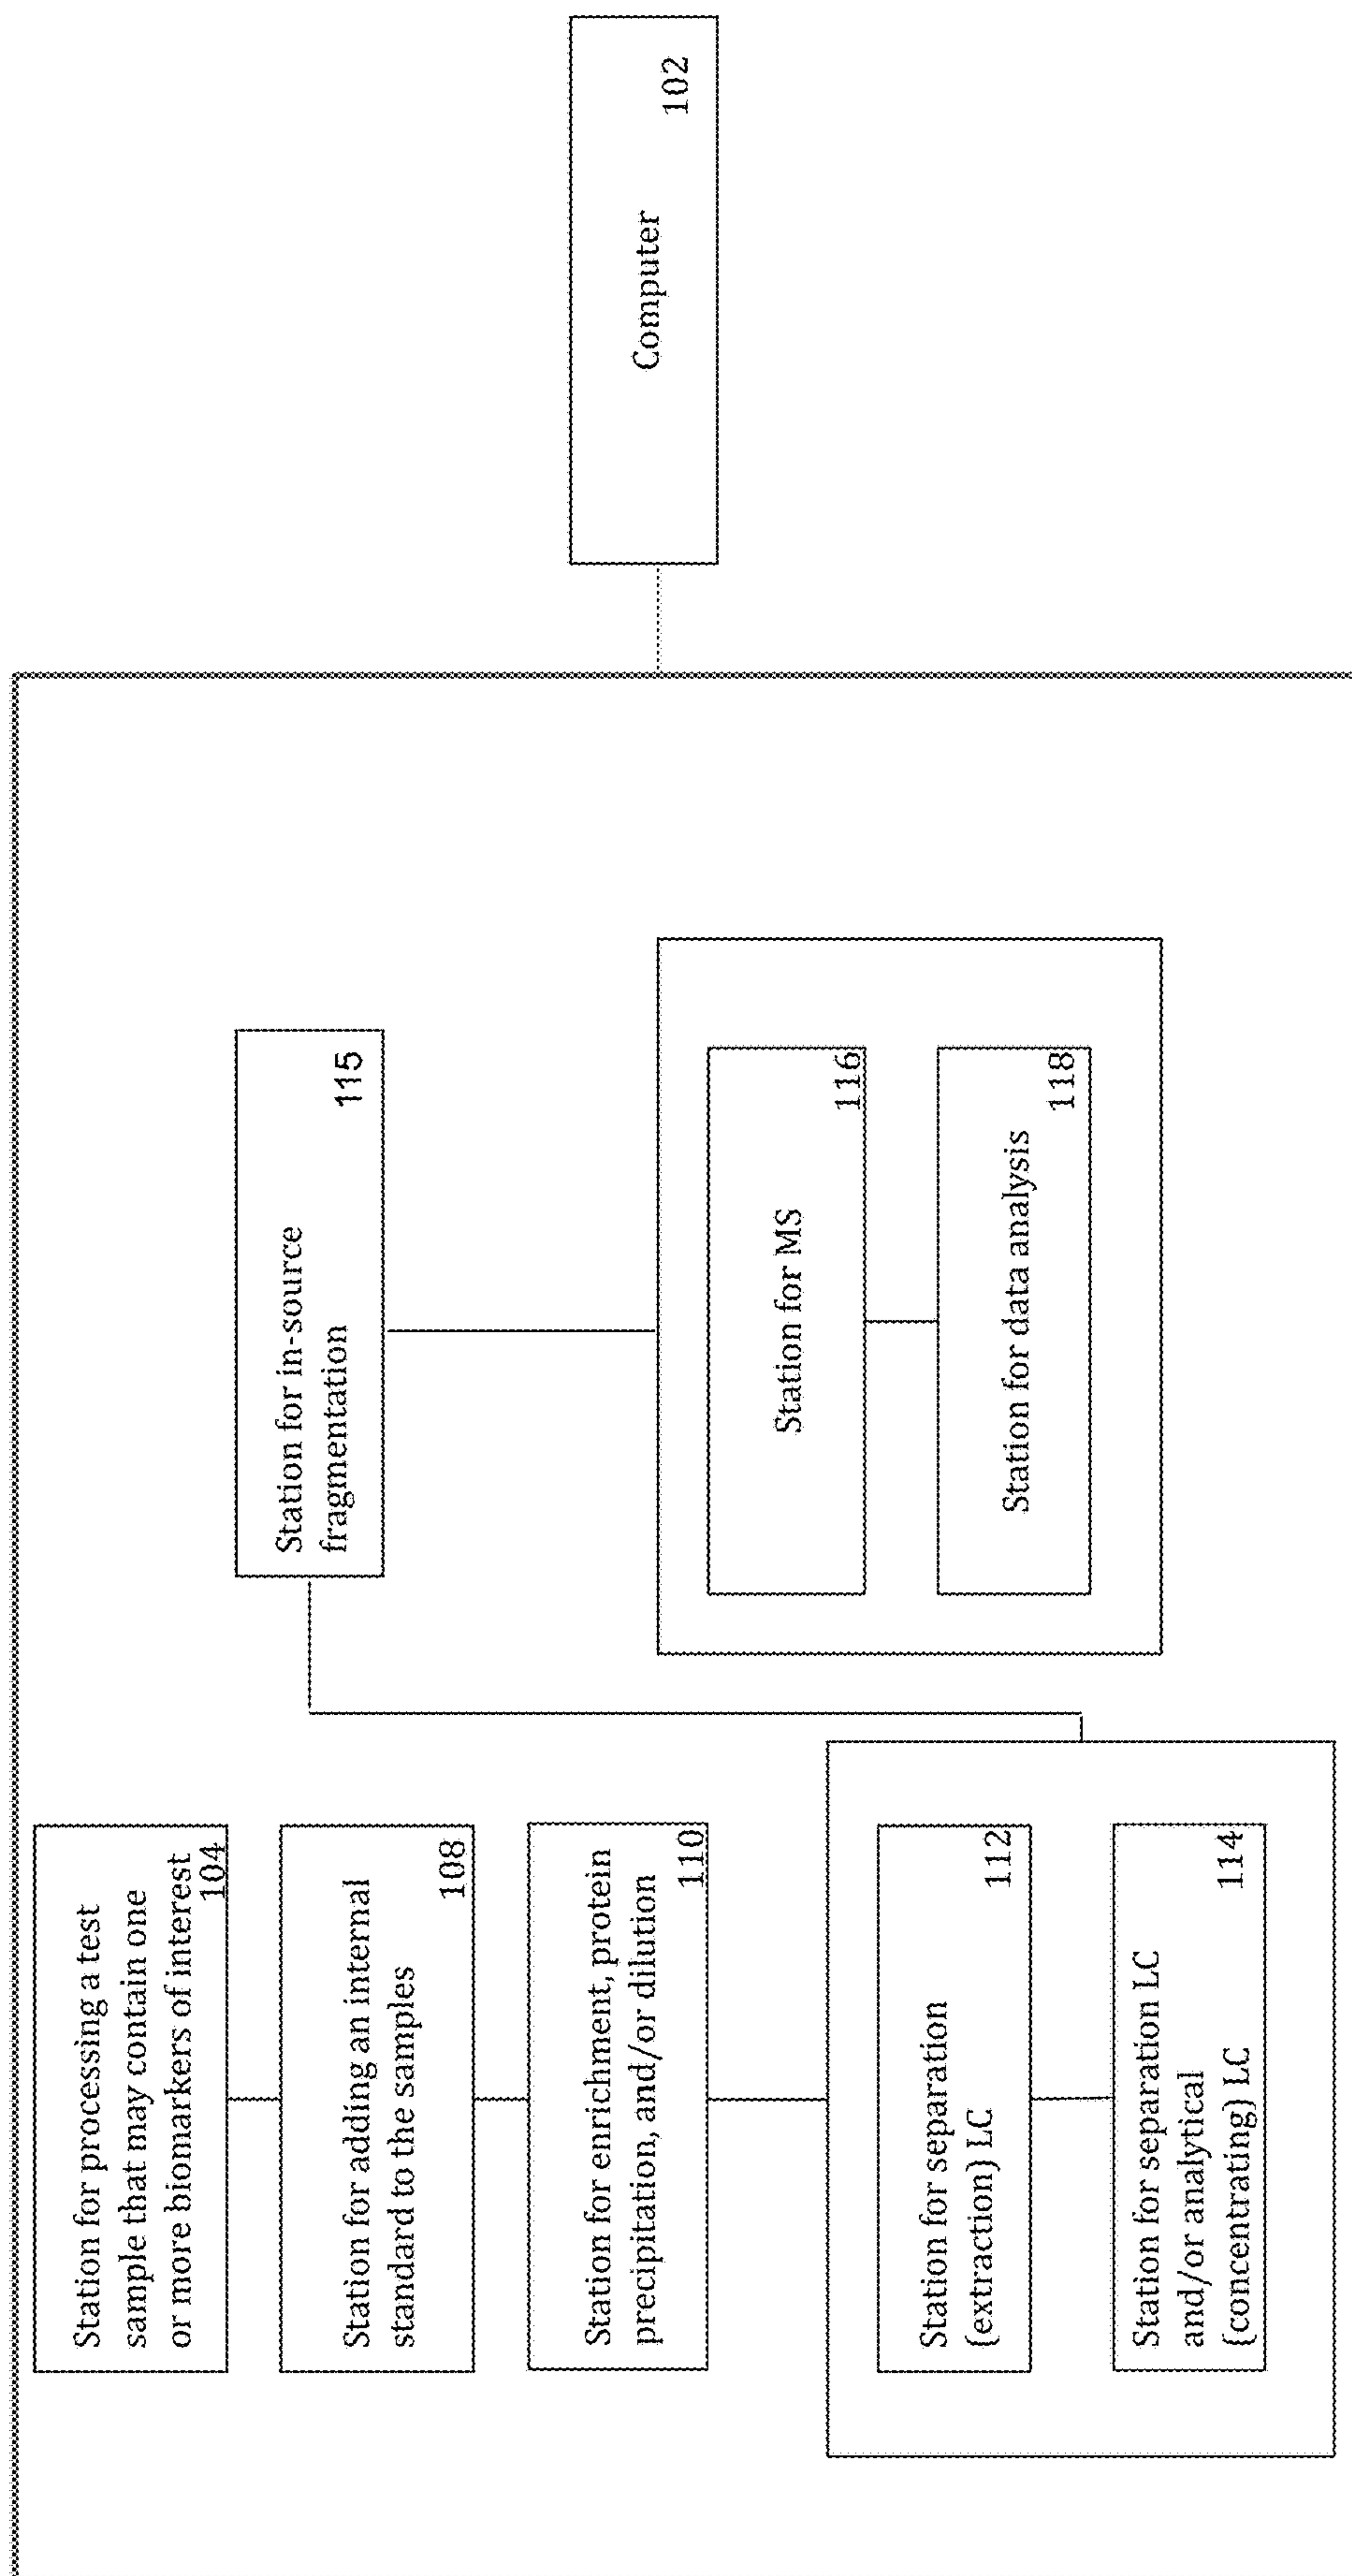 Station for processing a test
sample that may contain one
or more biomarkers of interest
104
Station for adding an internal
standard to the samples
108
Station for enrichment, protein
precipitation, and/or dilution
110
Station for separation
(extraction) LC
112
Station for separation LC
and/or analytical
(concentrating) LC
114
Station for in-source
fragmentation
115
Station for MS
116
Station for data analysis
118
Computer
102